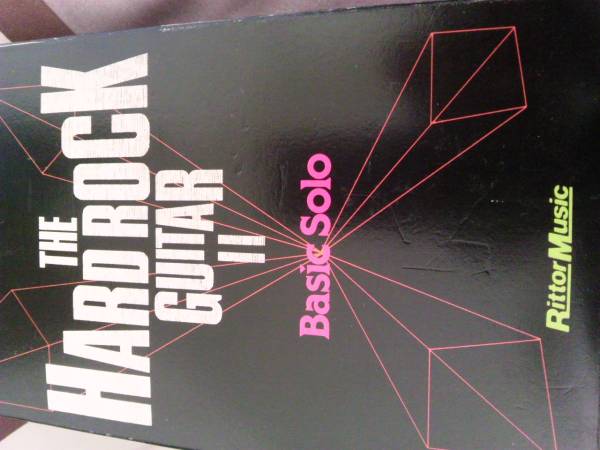 THE
HARD ROCK
GUITAR
II
Basic Solo
RittorMusic